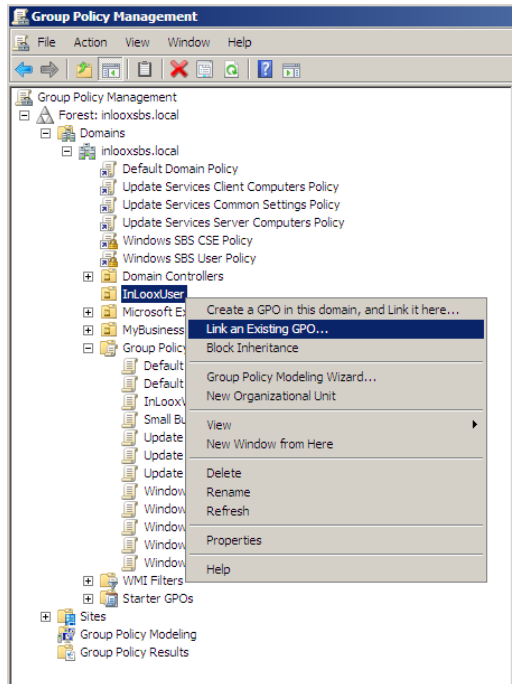 Group Policy Management
File Action View Window Help
Group Policy Management
Forest: inlooxsbs.local
Domains
inlooxsbs.local
Default Domain Policy
Update Services Client Computers Policy
Update Services Common Settings Policy
Update Services Server Computers Policy
Windows SBS CSE Policy
Windows SBS User Policy
Domain Controllers
InLooxUser
Microsoft
MyBusiness
Group Policy
Default
Default
Small
Update
Update
Update
Window
Window
Window
Window
Window
WMI Filters
Starter GPOs
Sites
Group Policy Modeling
Group Policy Results
Create a GPO in this domain, and Link it here...
Link an Existing GPO...
Block Inheritance
Group Policy Modeling Wizard...
New Organizational Unit
View
New Window from Here
Delete
Rename
Refresh
Properties
Help